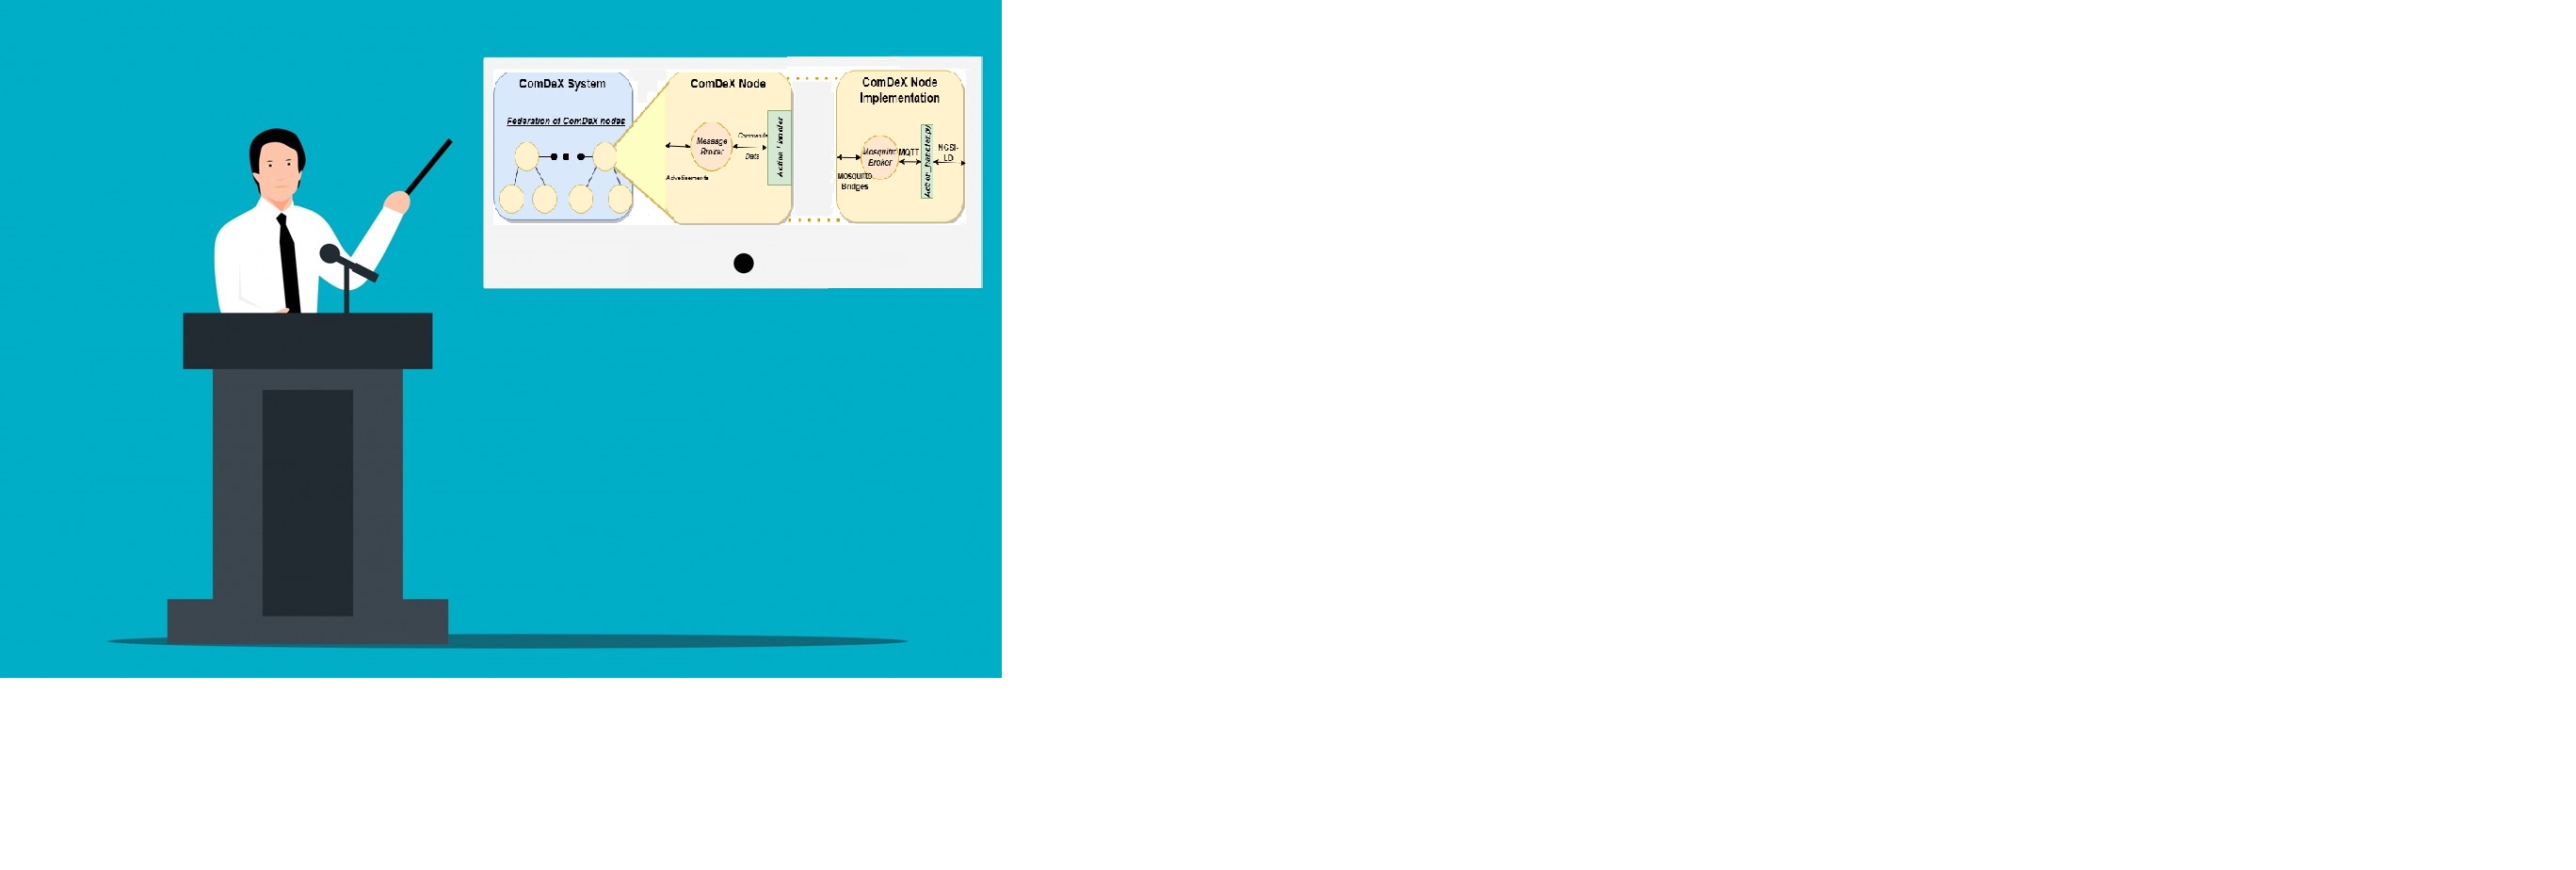 ComDeX System
Federation of ComDeX nodes
ComDeX Node
Message
Broker
Commands
Data
Advertisements
Action Handler
ComDeX Node
Implementation
Mosquitto
Broker
MQTT
Mosquitto
Bridges
Action_handler.py
NGSI-
LD